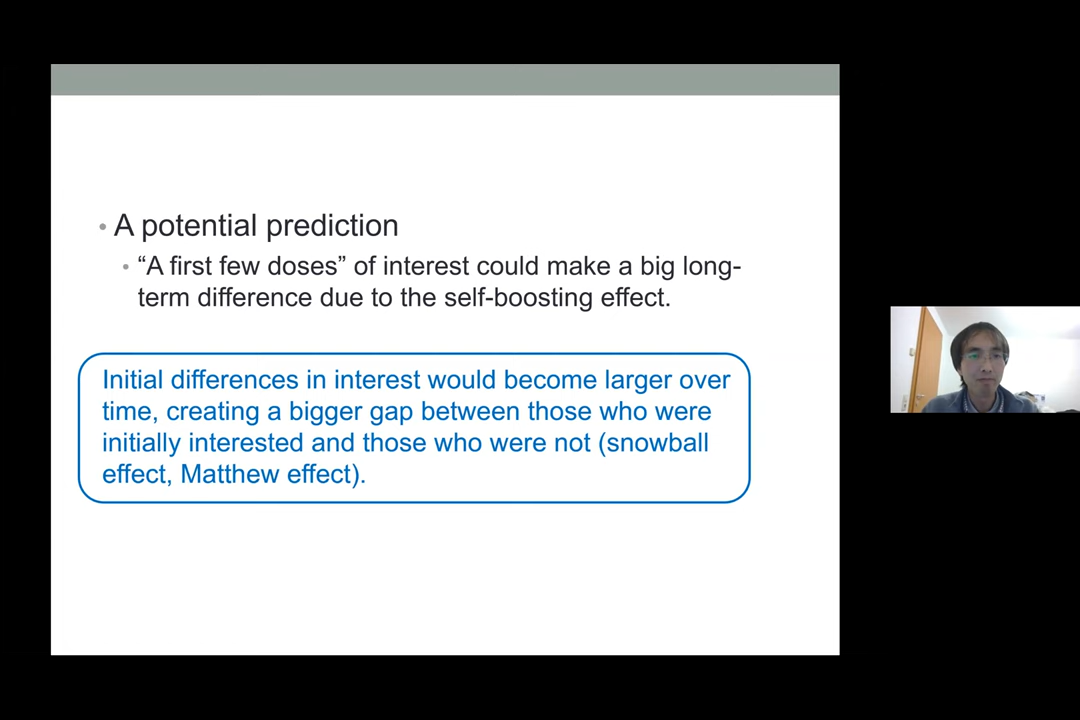 • A potential prediction
• “A first few doses” of interest could make a big long-
term difference due to the self-boosting effect.
Initial differences in interest would become larger over
time, creating a bigger gap between those who were
initially interested and those who were not (snowball
effect, Matthew effect).